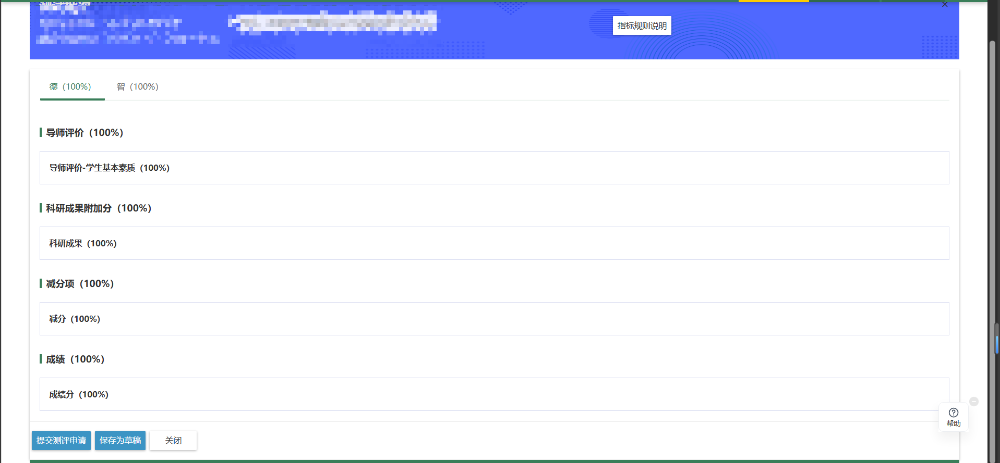 指标规则说明
德（100%） 智（100%）
导师评价（100%）
导师评价-学生基本素质（100%）
科研成果附加分（100%）
科研成果（100%）
减分项（100%）
减分（100%）
成绩（100%）
成绩分（100%）
帮助
提交测评申请 保存为草稿 关闭